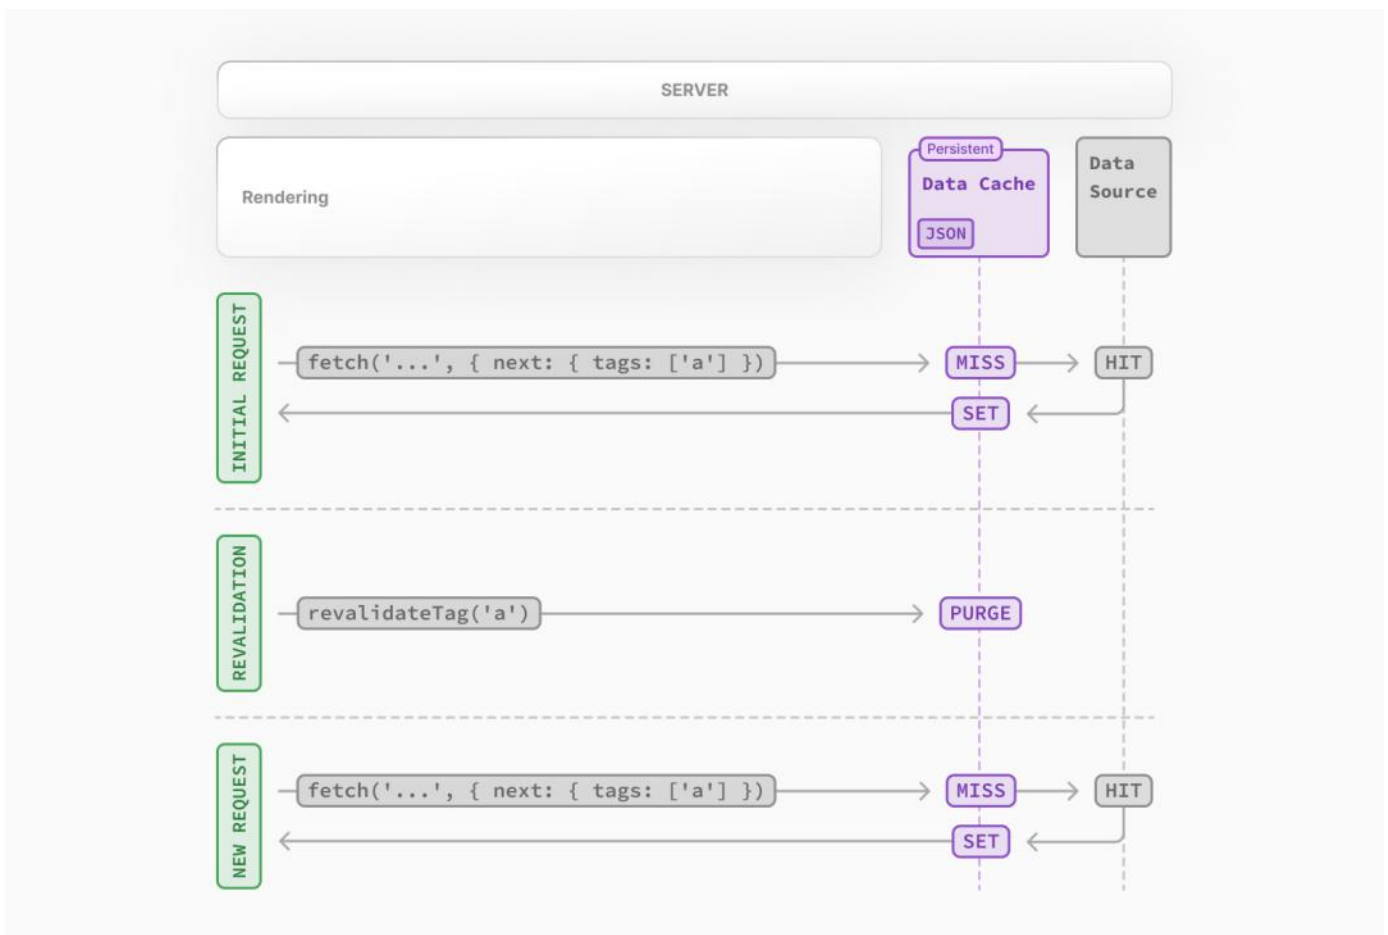 SERVER
Rendering
Persistent
Data Cache
JSON
Data
Source
INITIAL REQUEST
fetch('...', { next: { tags: ['a'] })
MISS
HIT
SET
REVALIDATION
revalidateTag('a')
PURGE
NEW REQUEST
fetch('...', { next: { tags: ['a'] })
MISS
HIT
SET